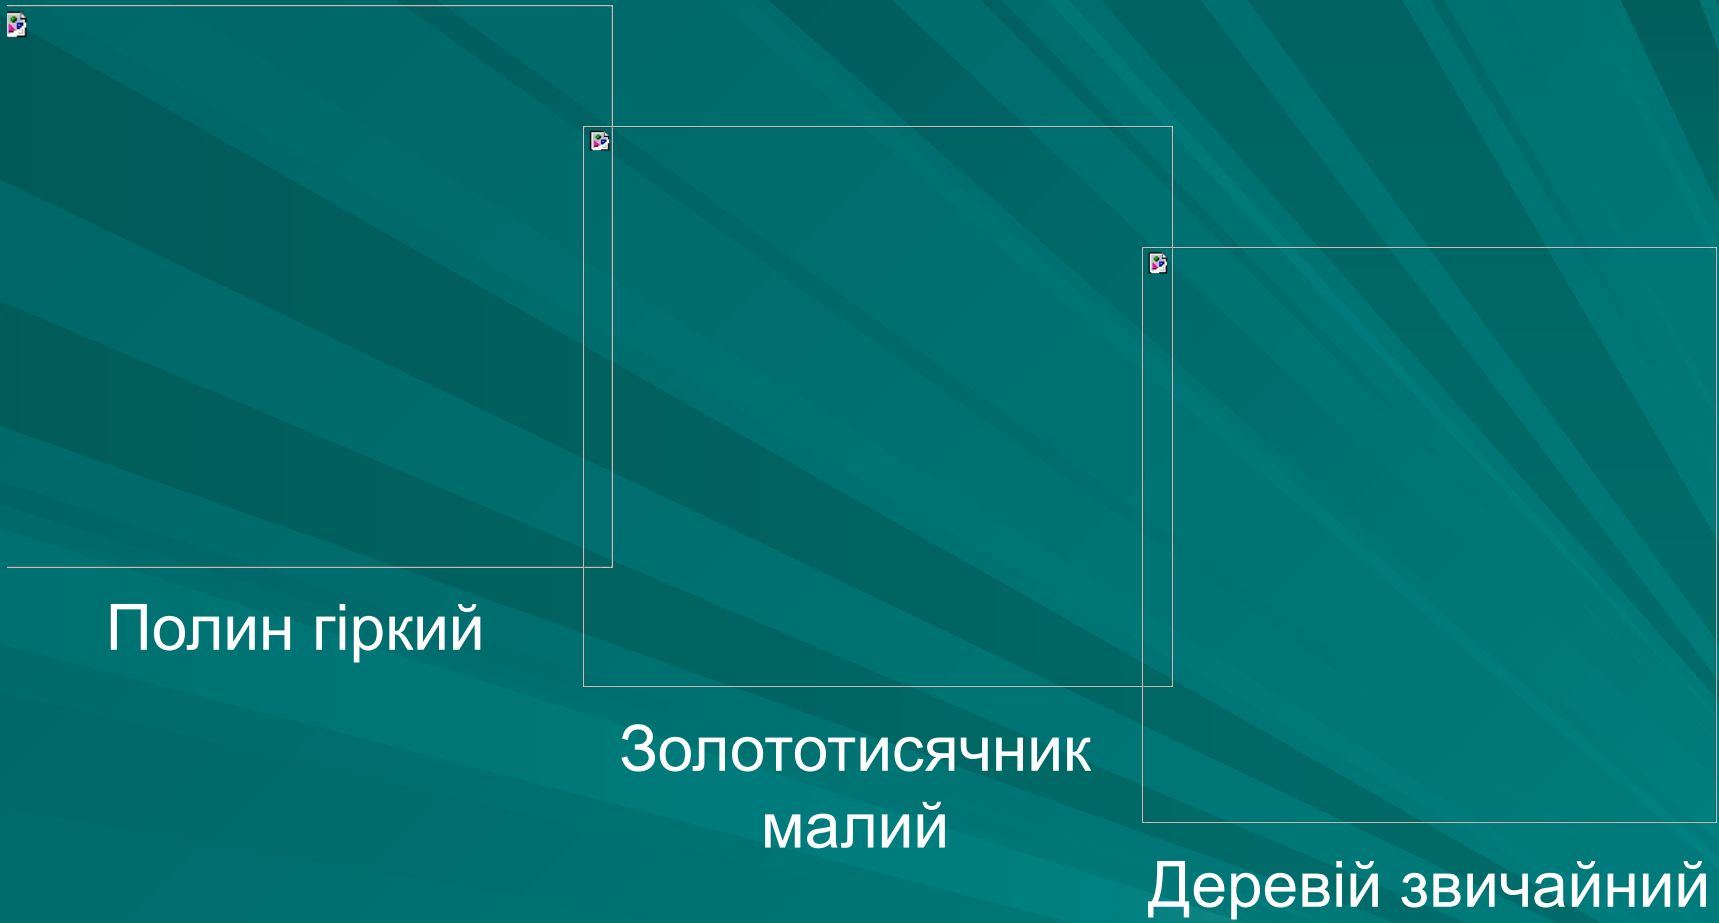 Полин гіркий
Золототисячник
малий
Деревій звичайний